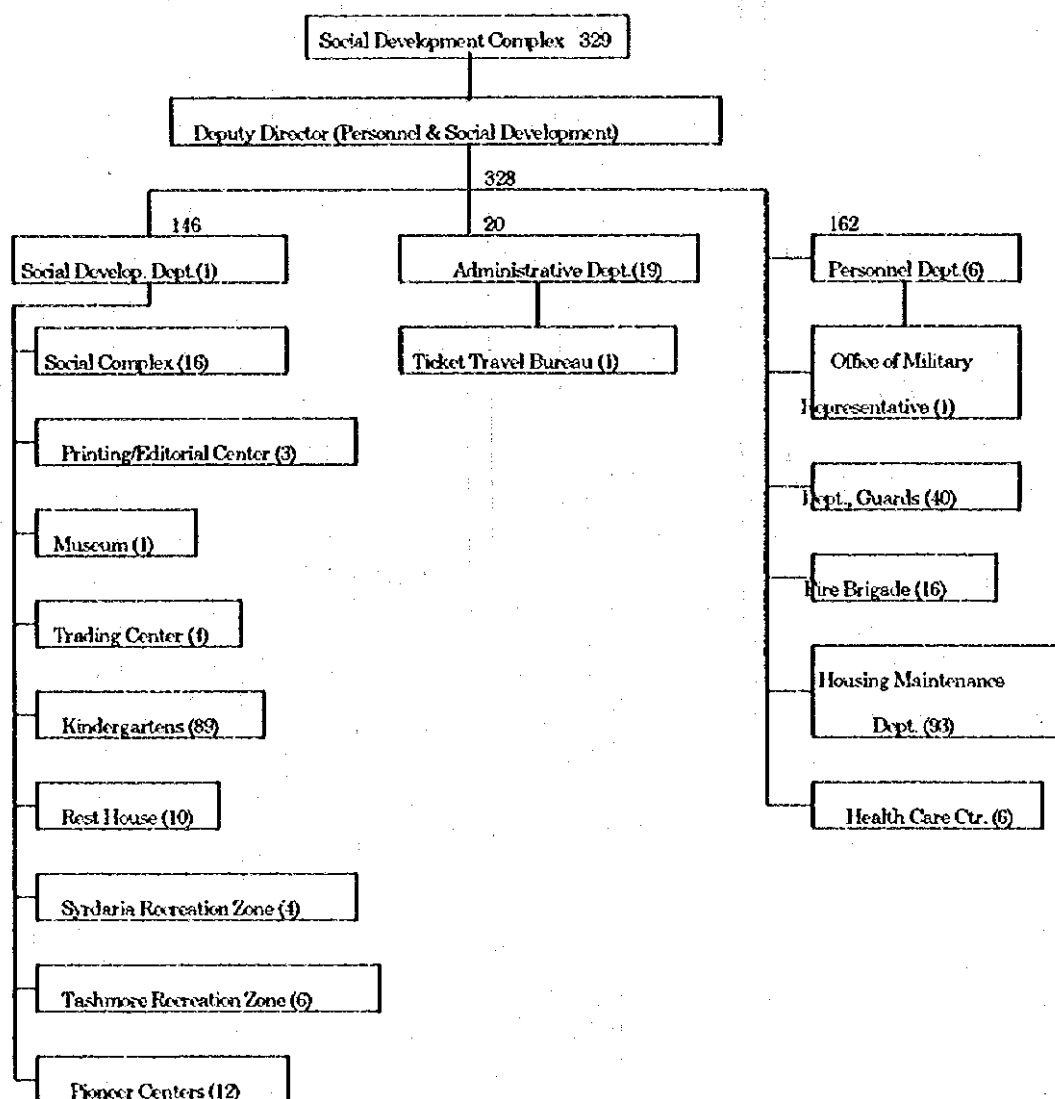 Social Development Complex 329
Deputy Director (Personnel & Social Development)
328
146
Social Develop. Dept.(1)
Social Complex (16)
Printing/Editorial Center (3)
Museum (1)
Trading Center (4)
Kindergartens (89)
Rest House (10)
Syrdaria Recreation Zone (4)
Tashmore Recreation Zone (6)
Pioneer Centers (12)
20
Administrative Dept.(19)
Ticket Travel Bureau (1)
162
Personnel Dept.(6)
Office of Military
Representative (1)
Dept., Guards (40)
Fire Brigade (16)
Housing Maintenance
Dept. (93)
Health Care Ctr. (6)